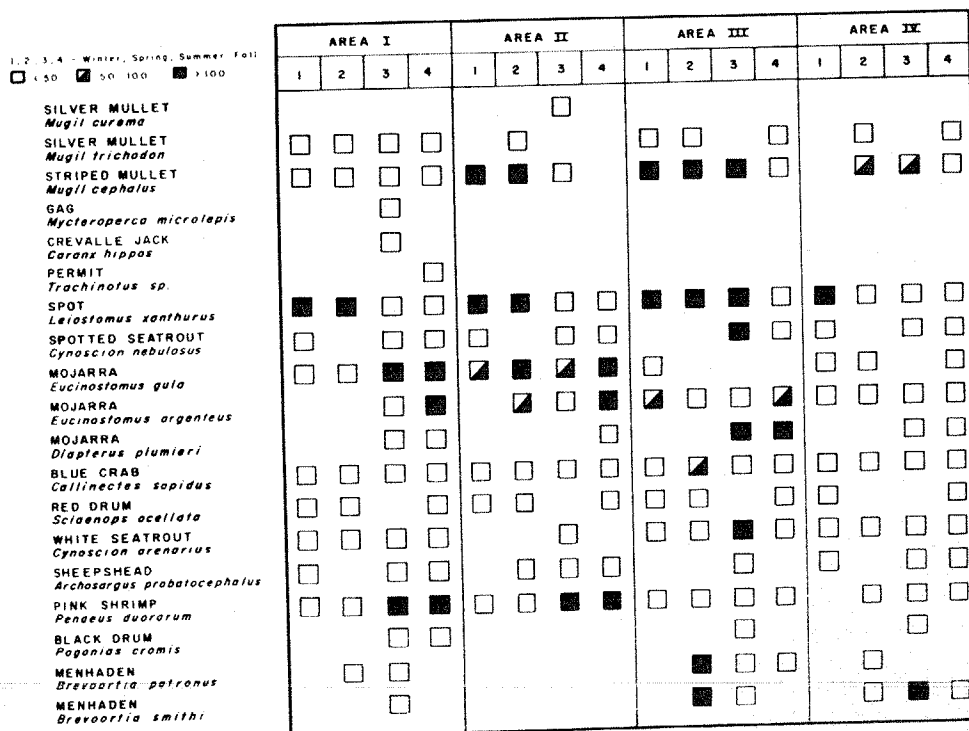 AREA I AREA II AREA III AREA IV
1, 2, 3, 4 - Winter, Spring, Summer, Fall
< 50 50-100 > 100
1 2 3 4 1 2 3 4 1 2 3 4 1 2 3 4
SILVER MULLET
Mugil curema
SILVER MULLET
Mugil trichodon
STRIPED MULLET
Mugil cephalus
GAG
Mycteroperca microlepis
CREVALLE JACK
Caranx hippos
PERMIT
Trachinotus sp.
SPOT
Leiostomus xanthurus
SPOTTED SEATROUT
Cynoscion nebulosus
MOJARRA
Eucinostomus gula
MOJARRA
Eucinostomus argenteus
MOJARRA
Diapterus plumieri
BLUE CRAB
Callinectes sapidus
RED DRUM
Sciaenops ocellata
WHITE SEATROUT
Cynoscion arenarius
SHEEPSHEAD
Archosargus probatocephalus
PINK SHRIMP
Penaeus duorarum
BLACK DRUM
Pogonias cromis
MENHADEN
Brevoortia patronus
MENHADEN
Brevoortia smithi